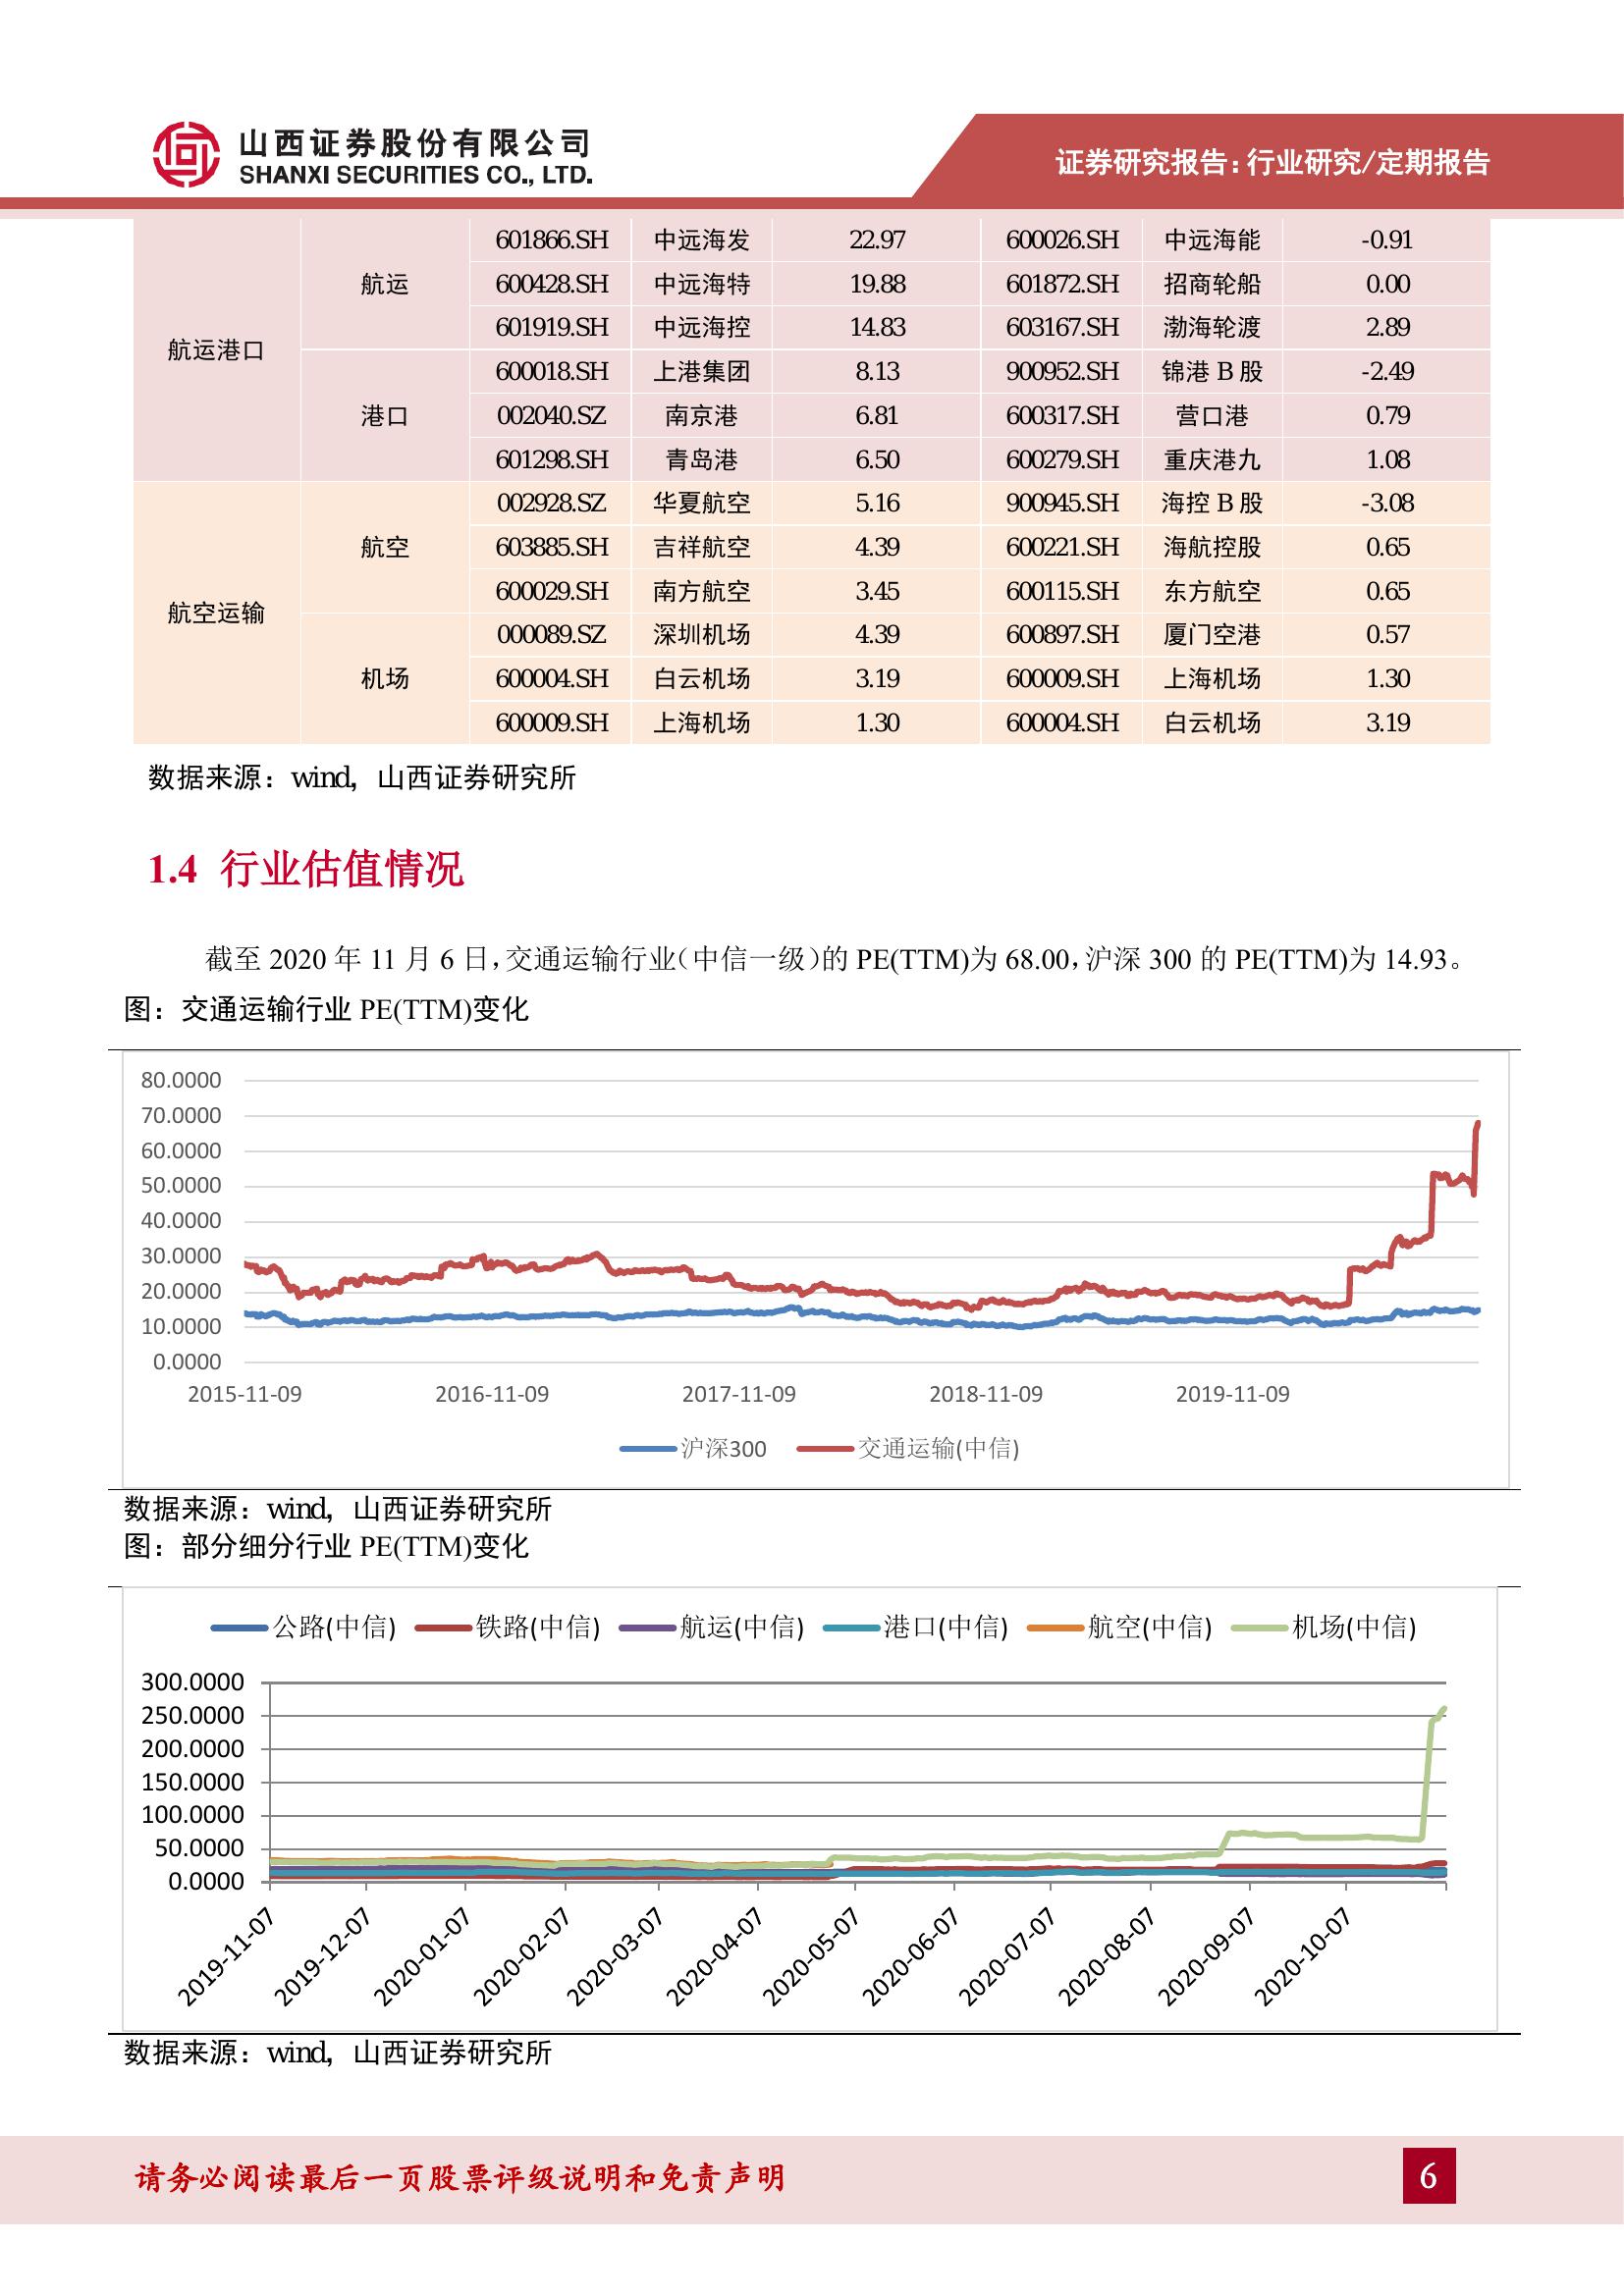 山西证券股份有限公司
SHANXI SECURITIES CO., LTD.
证券研究报告：行业研究/定期报告
航运港口 航运 601866.SH 中远海发 22.97 600026.SH 中远海能 -0.91
600428.SH 中远海特 19.88 601872.SH 招商轮船 0.00
601919.SH 中远海控 14.83 603167.SH 渤海轮渡 2.89
港口 600018.SH 上港集团 8.13 900952.SH 锦港 B 股 -2.49
002040.SZ 南京港 6.81 600317.SH 营口港 0.79
601298.SH 青岛港 6.50 600279.SH 重庆港九 1.08
航空运输 航空 002928.SZ 华夏航空 5.16 900945.SH 海控 B 股 -3.08
603885.SH 吉祥航空 4.39 600221.SH 海航控股 0.65
600029.SH 南方航空 3.45 600115.SH 东方航空 0.65
机场 000089.SZ 深圳机场 4.39 600897.SH 厦门空港 0.57
600004.SH 白云机场 3.19 600009.SH 上海机场 1.30
600009.SH 上海机场 1.30 600004.SH 白云机场 3.19
数据来源：wind，山西证券研究所
1.4 行业估值情况
截至 2020 年 11 月 6 日，交通运输行业（中信一级）的 PE(TTM)为 68.00，沪深 300 的 PE(TTM)为 14.93。
图：交通运输行业 PE(TTM)变化
80.0000
70.0000
60.0000
50.0000
40.0000
30.0000
20.0000
10.0000
0.0000
2015-11-09 2016-11-09 2017-11-09 2018-11-09 2019-11-09
沪深300 交通运输(中信)
数据来源：wind，山西证券研究所
图：部分细分行业 PE(TTM)变化
公路(中信) 铁路(中信) 航运(中信) 港口(中信) 航空(中信) 机场(中信)
300.0000
250.0000
200.0000
150.0000
100.0000
50.0000
0.0000
2019-11-07 2019-12-07 2020-01-07 2020-02-07 2020-03-07 2020-04-07 2020-05-07 2020-06-07 2020-07-07 2020-08-07 2020-09-07 2020-10-07
数据来源：wind，山西证券研究所
请务必阅读最后一页股票评级说明和免责声明
6